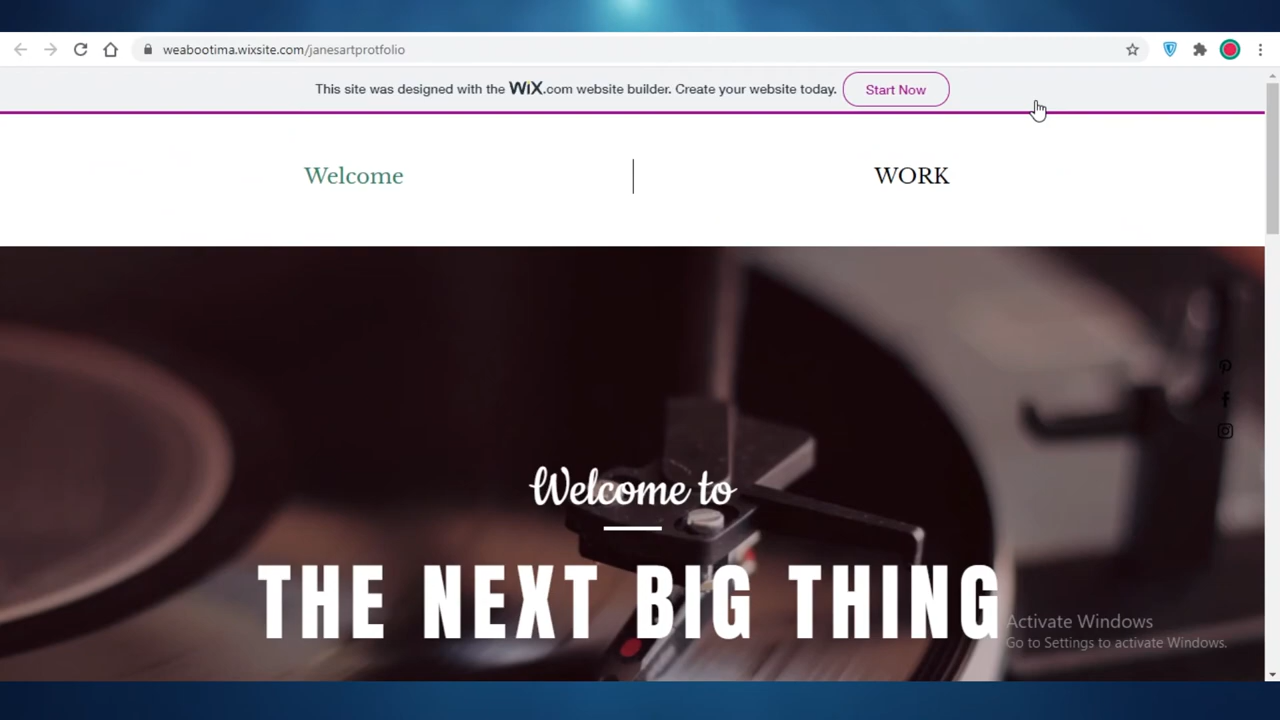 weabootima.wixsite.com/janesartprotfolio
This site was designed with the WiX.com website builder. Create your website today. Start Now
Welcome WORK
Welcome to
THE NEXT BIG THING
Activate Windows
Go to Settings to activate Windows.